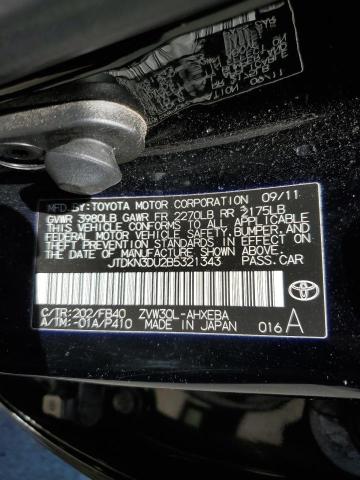 MFD. BY: TOYOTA MOTOR CORPORATION 09/11
GVWR 3980LB GAWR FR 2270LB RR 2175LB
THIS VEHICLE CONFORMS TO ALL APPLICABLE
FEDERAL MOTOR VEHICLE SAFETY, BUMPER, AND
THEFT PREVENTION STANDARDS IN EFFECT ON
THE DATE OF MANUFACTURE SHOWN ABOVE.
JTDKN3DU2B5321343 PASS.CAR
C/TR: 202/FB40 ZVW30L-AHXEBA
A/TM: -01A/P410 MADE IN JAPAN 016 A